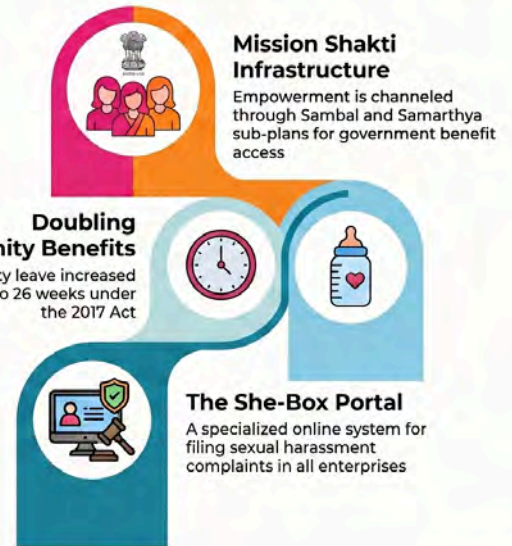 Mission Shakti
Infrastructure
Empowerment is channeled
through Sambal and Samarthya
sub-plans for government benefit
access
Doubling
nity Benefits
ty leave increased
o 26 weeks under
the 2017 Act
The She-Box Portal
A specialized online system for
filing sexual harassment
complaints in all enterprises